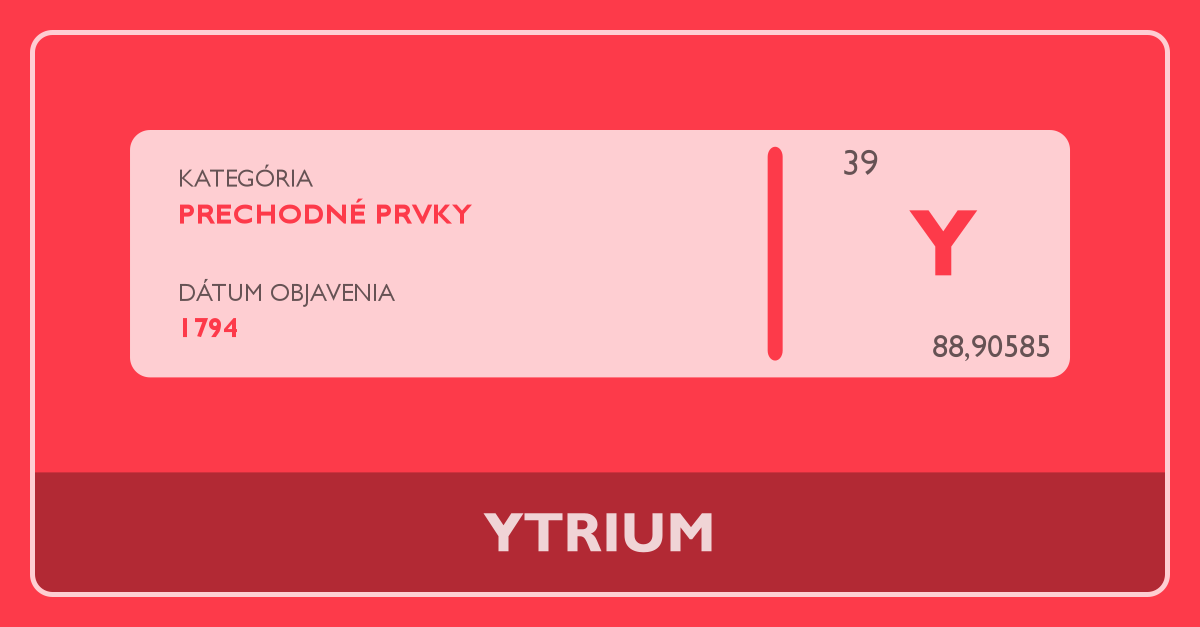 KATEGÓRIA
PRECHODNÉ PRVKY
DÁTUM OBJAVENIA
1794
39
Y
88,90585
YTRIUM